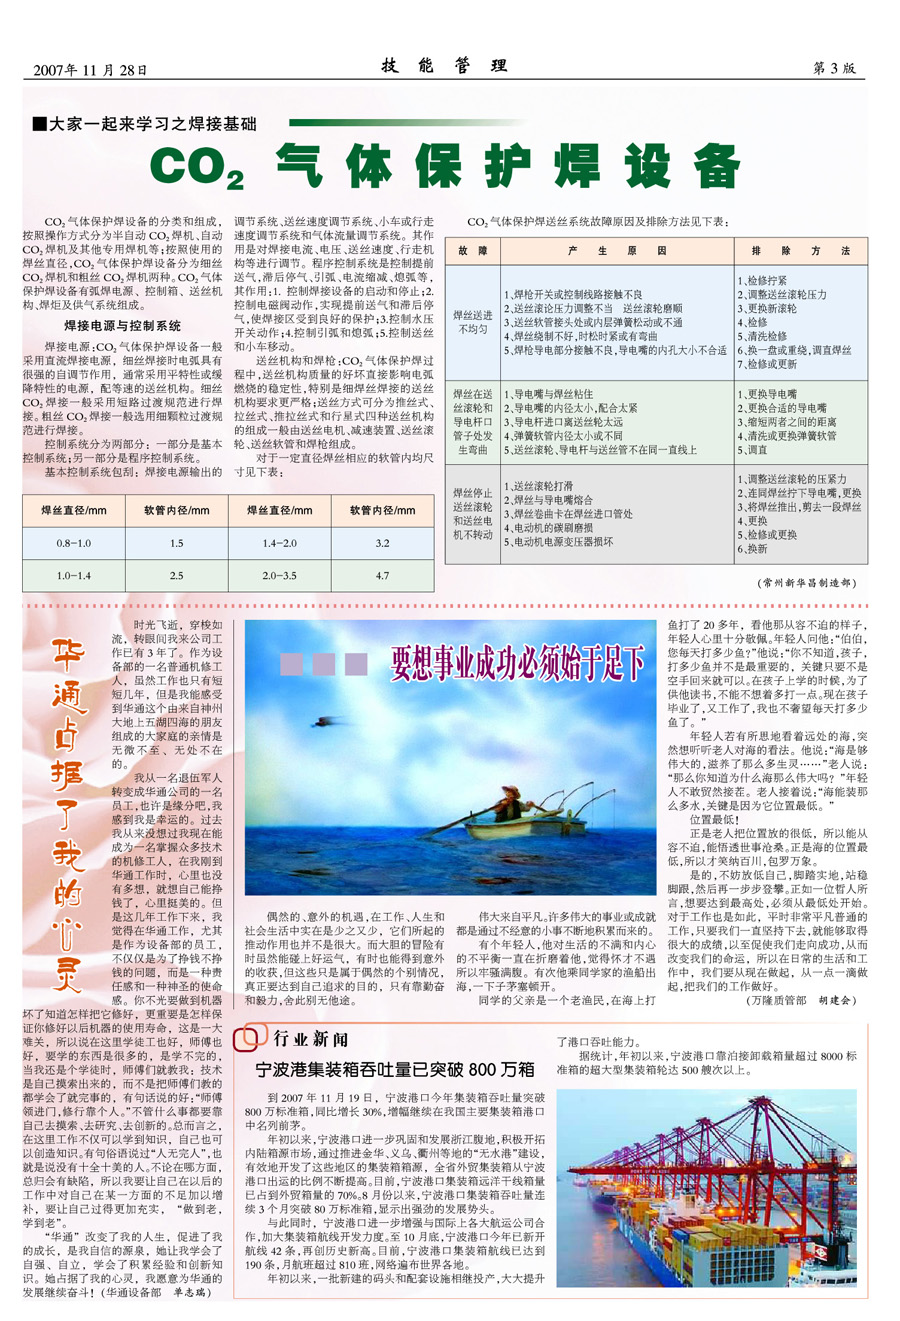 2007年 11 月 28日
技 能 管 理
第 3 版
■大家一起来学习之焊接基础
CO₂ 气体保护焊设备
CO₂ 气体保护焊设备的分类和组成,
按照操作方式分为半自动 CO₂ 焊机、自动
CO₂ 焊机及其他专用焊机等;按照使用的
焊丝直径,CO₂ 气体保护焊设备分为细丝
CO₂ 焊机和粗丝 CO₂ 焊机两种。CO₂ 气体
保护焊设备有弧焊电源、控制箱、送丝机
构、焊炬及供气系统组成。
焊接电源与控制系统
焊接电源:CO₂ 气体保护焊设备一般
采用直流焊接电源，细丝焊接时电弧具有
很强的自调节作用，通常采用平特性或缓
降特性的电源，配等速的送丝机构。细丝
CO₂ 焊接一般采用短路过渡规范进行焊
接。粗丝 CO₂ 焊接一般选用细颗粒过渡规
范进行焊接。
控制系统分为两部分：一部分是基本
控制系统;另一部分是程序控制系统。
基本控制系统包刮：焊接电源输出的
调节系统、送丝速度调节系统、小车或行走
速度调节系统和气体流量调节系统。其作
用是对焊接电流、电压、送丝速度、行走机
构等进行调节。程序控制系统是控制提前
送气,滞后停气、引弧、电流缩减、熄弧等,
其作用;1. 控制焊接设备的启动和停止;2.
控制电磁阀动作,实现提前送气和滞后停
气,使焊接区受到良好的保护;3.控制水压
开关动作;4.控制引弧和熄弧;5.控制送丝
和小车移动。
送丝机构和焊枪:CO₂ 气体保护焊过
程中,送丝机构质量的好坏直接影响电弧
燃烧的稳定性,特别是细焊丝焊接的送丝
机构要求更严格;送丝方式可分为推丝式、
拉丝式、推拉丝式和行星式四种送丝机构
的组成一般由送丝电机、减速装置、送丝滚
轮、送丝软管和焊枪组成。
对于一定直径焊丝相应的软管内均尺
寸见下表:
焊丝直径/mm 软管内径/mm 焊丝直径/mm 软管内径/mm
0.8-1.0 1.5 1.4-2.0 3.2
1.0-1.4 2.5 2.0-3.5 4.7
CO₂ 气体保护焊送丝系统故障原因及排除方法见下表:
故 障 产 生 原 因 排 除 方 法
焊丝送进
不均匀
1、焊枪开关或控制线路接触不良
2、送丝滚论压力调整不当 送丝滚轮磨顺
3、送丝软管接头处或内层弹簧松动或不通
4、焊丝绕制不好,时松时紧或有弯曲
5、焊枪导电部分接触不良,导电嘴的内孔大小不合适
1、检修拧紧
2、调整送丝滚轮压力
3、更换新滚轮
4、检修
5、清洗检修
6、换一盘或重绕,调直焊丝
7、检修或更新
焊丝在送
丝滚轮和
导电杆口
管子处发
生弯曲
1、导电嘴与焊丝粘住
2、导电嘴的内径太小,配合太紧
3、导电杆进口离送丝轮太远
4、弹簧软管内径太小或不同
5、送丝滚轮、导电杆与送丝管不在同一直线上
1、更换导电嘴
2、更换合适的导电嘴
3、缩短两者之间的距离
4、清洗或更换弹簧软管
5、调直
焊丝停止
送丝滚轮
和送丝电
机不转动
1、送丝滚轮打滑
2、焊丝与导电嘴熔合
3、焊丝卷曲卡在焊丝进口管处
4、电动机的碳刷磨损
5、电动机电源变压器损坏
1、调整送丝滚轮的压紧力
2、连同焊丝拧下导电嘴,更换
3、将焊丝推出,剪去一段焊丝
4、更换
5、检修或更换
6、换新
(常州新华昌制造部)
华通占据了我的心灵
时光飞逝，穿梭如
流，转眼间我来公司工
作已有 3 年了。作为设
备部的一名普通机修工
人，虽然工作也只有短
短几年，但是我能感受
到华通这个由来自神州
大地上五湖四海的朋友
组成的大家庭的亲情是
无微不至、无处不在
的。
我从一名退伍军人
转变成华通公司的一名
员工,也许是缘分吧,我
感到我是幸运的。过去
我从来没想过我现在能
成为一名掌握众多技术
的机修工人，在我刚到
华通工作时，心里也没
有多想，就想自己能挣
钱了，心里挺美的。但
是这几年工作下来，我
觉得在华通工作，尤其
是作为设备部的员工，
不仅仅是为了挣钱不挣
钱的问题，而是一种责
任感和一种神圣的使命
感。你不光要做到机器
坏了知道怎样把它修好，更重要是怎样保
证你修好以后机器的使用寿命，这是一大
难关，所以说在这里学徒工也好，师傅也
好，要学的东西是很多的，是学不完的，
当我还是个学徒时，师傅们就教我：技术
是自己摸索出来的，而不是把师傅们教的
都学会了就完事的，有句话说的好:“师傅
领进门,修行靠个人。”不管什么事都要靠
自己去摸索、去研究、去创新的。总而言之，
在这里工作不仅可以学到知识，自己也可
以创造知识。有句俗语说过“人无完人”,也
就是说没有十全十美的人。不论在哪方面,
总归会有缺陷，所以我要让自己在以后的
工作中对自己在某一方面的不足加以增
补，要让自己过得更加充实，“做到老，
学到老”。
“华通”改变了我的人生，促进了我
的成长，是我自信的源泉，她让我学会了
自强、自立，学会了积累经验和创新知
识。她占据了我的心灵，我愿意为华通的
发展继续奋斗! (华通设备部 单志瑞)
要想事业成功必须始于足下
偶然的、意外的机遇,在工作、人生和
社会生活中实在是少之又少，它们所起的
推动作用也并不是很大。而大胆的冒险有
时虽然能碰上好运气，有时也能得到意外
的收获,但这些只是属于偶然的个别情况,
真正要达到自己追求的目的，只有靠勤奋
和毅力,舍此别无他途。
伟大来自平凡。许多伟大的事业或成就
都是通过不经意的小事不断地积累而来的。
有个年轻人,他对生活的不满和内心
的不平衡一直在折磨着他,觉得怀才不遇
所以牢骚满腹。有次他乘同学家的渔船出
海,一下子茅塞顿开。
同学的父亲是一个老渔民,在海上打
鱼打了 20 多年，看他那从容不迫的样子,
年轻人心里十分敬佩。年轻人问他:“伯伯,
您每天打多少鱼?”他说:“你不知道,孩子,
打多少鱼并不是最重要的，关键只要不是
空手回来就可以。在孩子上学的时候,为了
供他读书,不能不想着多打一点。现在孩子
毕业了,又工作了,我也不奢望每天打多少
鱼了。”
年轻人若有所思地看着远处的海,突
然想听听老人对海的看法。他说:“海是够
伟大的,滋养了那么多生灵……”老人说:
“那么你知道为什么海那么伟大吗？”年轻
人不敢贸然接茬。老人接着说:“海能装那
么多水,关键是因为它位置最低。”
位置最低!
正是老人把位置放的很低，所以能从
容不迫,能悟透世事沧桑。正是海的位置最
低,所以才笑纳百川,包罗万象。
是的,不妨放低自己,脚踏实地,站稳
脚跟,然后再一步步登攀。正如一位哲人所
言,想要达到最高处,必须从最低处开始。
对于工作也是如此，平时非常平凡普通的
工作,只要我们一直坚持下去,就能够取得
很大的成绩,以至促使我们走向成功,从而
改变我们的命运，所以在日常的生活和工
作中，我们要从现在做起，从一点一滴做
起,把我们的工作做好。
(万隆质管部 胡建会)
行业新闻
宁波港集装箱吞吐量已突破 800 万箱
到 2007 年 11 月 19 日，宁波港口今年集装箱吞吐量突破
800 万标准箱,同比增长 30%,增幅继续在我国主要集装箱港口
中名列前茅。
年初以来,宁波港口进一步巩固和发展浙江腹地,积极开拓
内陆箱源市场,通过推进金华、义乌、衢州等地的“无水港”建设,
有效地开发了这些地区的集装箱箱源，全省外贸集装箱从宁波
港口出运的比例不断提高。目前,宁波港口集装箱远洋干线箱量
已占到外贸箱量的 70%。8 月份以来,宁波港口集装箱吞吐量连
续 3 个月突破 80 万标准箱,显示出强劲的发展势头。
与此同时，宁波港口进一步增强与国际上各大航运公司合
作,加大集装箱航线开发力度。至 10 月底,宁波港口今年已新开
航线 42 条,再创历史新高。目前,宁波港口集装箱航线已达到
190 条,月航班超过 810 班,网络遍布世界各地。
年初以来,一批新建的码头和配套设施相继投产,大大提升
了港口吞吐能力。
据统计,年初以来,宁波港口靠泊接卸载箱量超过 8000 标
准箱的超大型集装箱轮达 500 艘次以上。